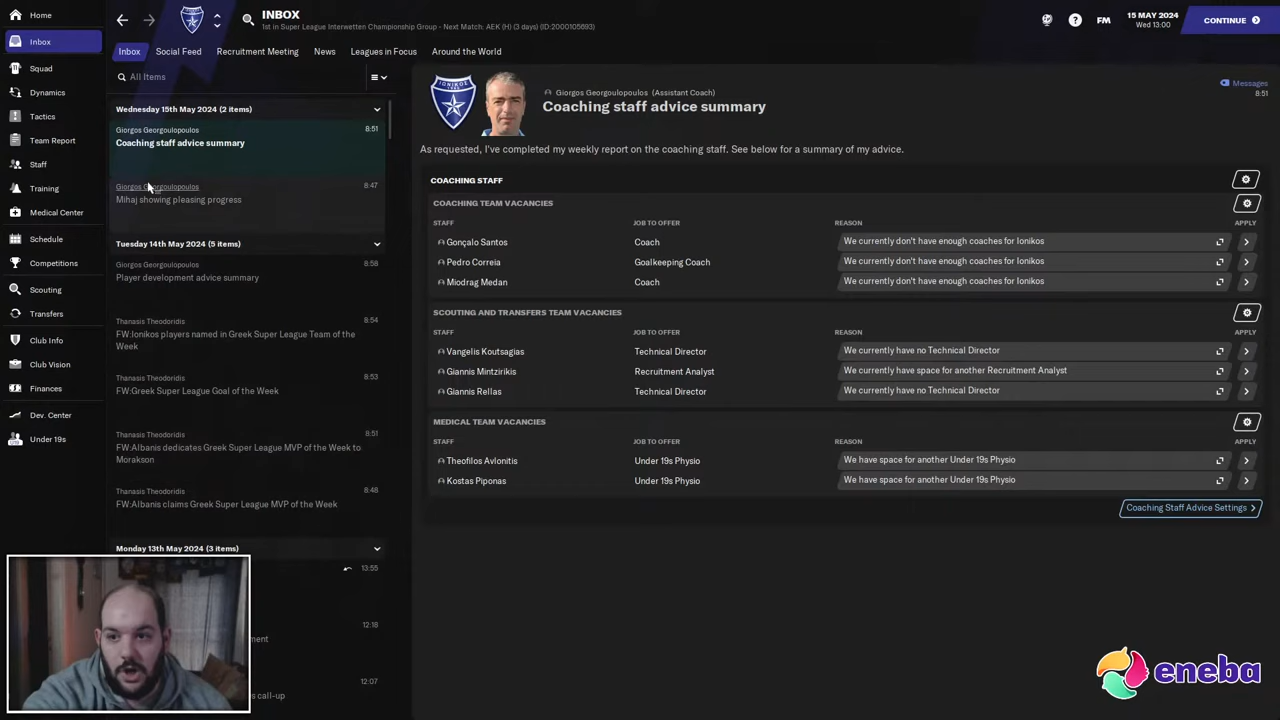 Home
Inbox
Squad
Dynamics
Tactics
Team Report
Staff
Training
Medical Center
Schedule
Competitions
Scouting
Transfers
Club Info
Club Vision
Finances
Dev. Center
Under 19s
INBOX
1st in Super League Interwetten Championship Group - Next Match: AEK (H) (3 days) (ID:2000105693)
FM
15 MAY 2024
Wed 13:00
CONTINUE
Inbox Social Feed Recruitment Meeting News Leagues in Focus Around the World
All Items
Wednesday 15th May 2024 (2 items)
Giorgos Georgoulopoulos 8:51
Coaching staff advice summary
Giorgos Georgoulopoulos 8:47
Mihaj showing pleasing progress
Tuesday 14th May 2024 (5 items)
Giorgos Georgoulopoulos 8:58
Player development advice summary
Thanasis Theodoridis 8:54
FW:Ionikos players named in Greek Super League Team of the
Week
Thanasis Theodoridis 8:53
FW:Greek Super League Goal of the Week
Thanasis Theodoridis 8:51
FW:Albanis dedicates Greek Super League MVP of the Week to
Morakson
Thanasis Theodoridis 8:48
FW:Albanis claims Greek Super League MVP of the Week
Monday 13th May 2024 (3 items)
13:55
12:18
ment
12:07
s call-up
ΙΩΝΙΚΟΣ
Giorgos Georgoulopoulos (Assistant Coach)
Coaching staff advice summary
Messages
8:51
As requested, I've completed my weekly report on the coaching staff. See below for a summary of my advice.
COACHING STAFF
COACHING TEAM VACANCIES
STAFF JOB TO OFFER REASON APPLY
Gonçalo Santos Coach We currently don't have enough coaches for Ionikos
Pedro Correia Goalkeeping Coach We currently don't have enough coaches for Ionikos
Miodrag Medan Coach We currently don't have enough coaches for Ionikos
SCOUTING AND TRANSFERS TEAM VACANCIES
STAFF JOB TO OFFER REASON APPLY
Vangelis Koutsagias Technical Director We currently have no Technical Director
Giannis Mintzirikis Recruitment Analyst We currently have space for another Recruitment Analyst
Giannis Rellas Technical Director We currently have no Technical Director
MEDICAL TEAM VACANCIES
STAFF JOB TO OFFER REASON APPLY
Theofilos Avlonitis Under 19s Physio We have space for another Under 19s Physio
Kostas Piponas Under 19s Physio We have space for another Under 19s Physio
Coaching Staff Advice Settings
eneba